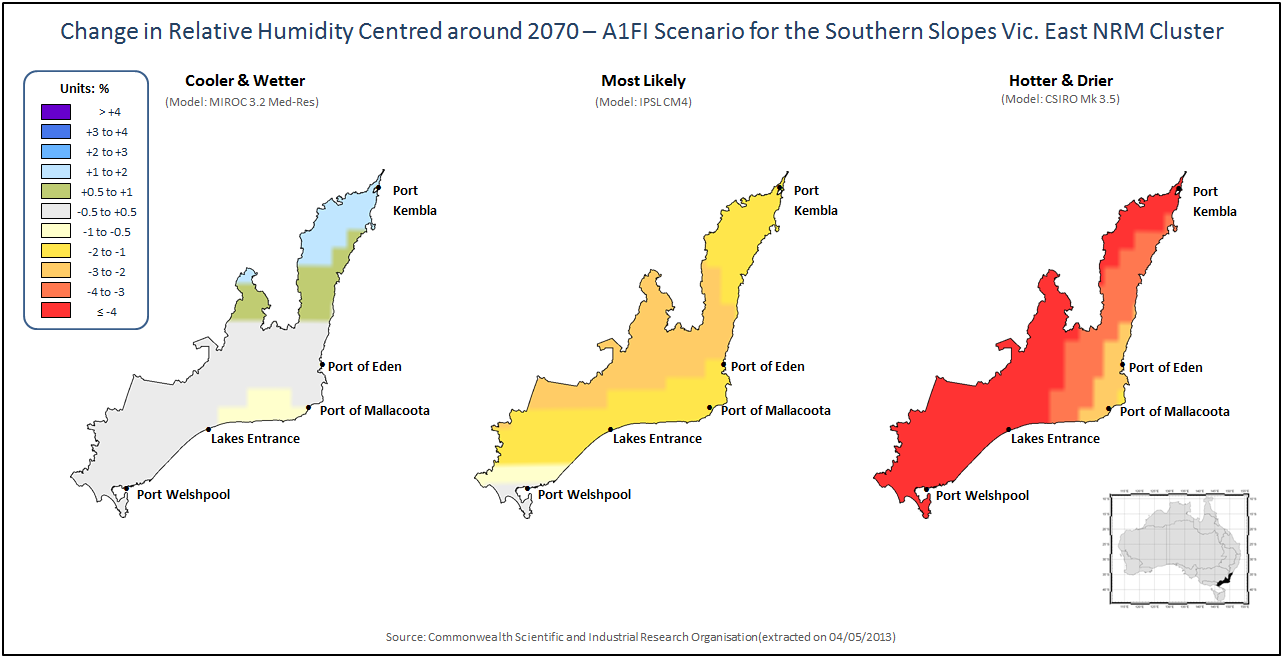 Change in Relative Humidity Centred around 2070 – A1FI Scenario for the Southern Slopes Vic. East NRM Cluster
Units: %
> +4
+3 to +4
+2 to +3
+1 to +2
+0.5 to +1
-0.5 to +0.5
-1 to -0.5
-2 to -1
-3 to -2
-4 to -3
≤ -4
Cooler & Wetter
(Model: MIROC 3.2 Med-Res)
Port
Kembla
Port of Eden
Port of Mallacoota
Lakes Entrance
Port Welshpool
Most Likely
(Model: IPSL CM4)
Port
Kembla
Port of Eden
Port of Mallacoota
Lakes Entrance
Port Welshpool
Hotter & Drier
(Model: CSIRO Mk 3.5)
Port
Kembla
Port of Eden
Port of Mallacoota
Lakes Entrance
Port Welshpool
Source: Commonwealth Scientific and Industrial Research Organisation(extracted on 04/05/2013)